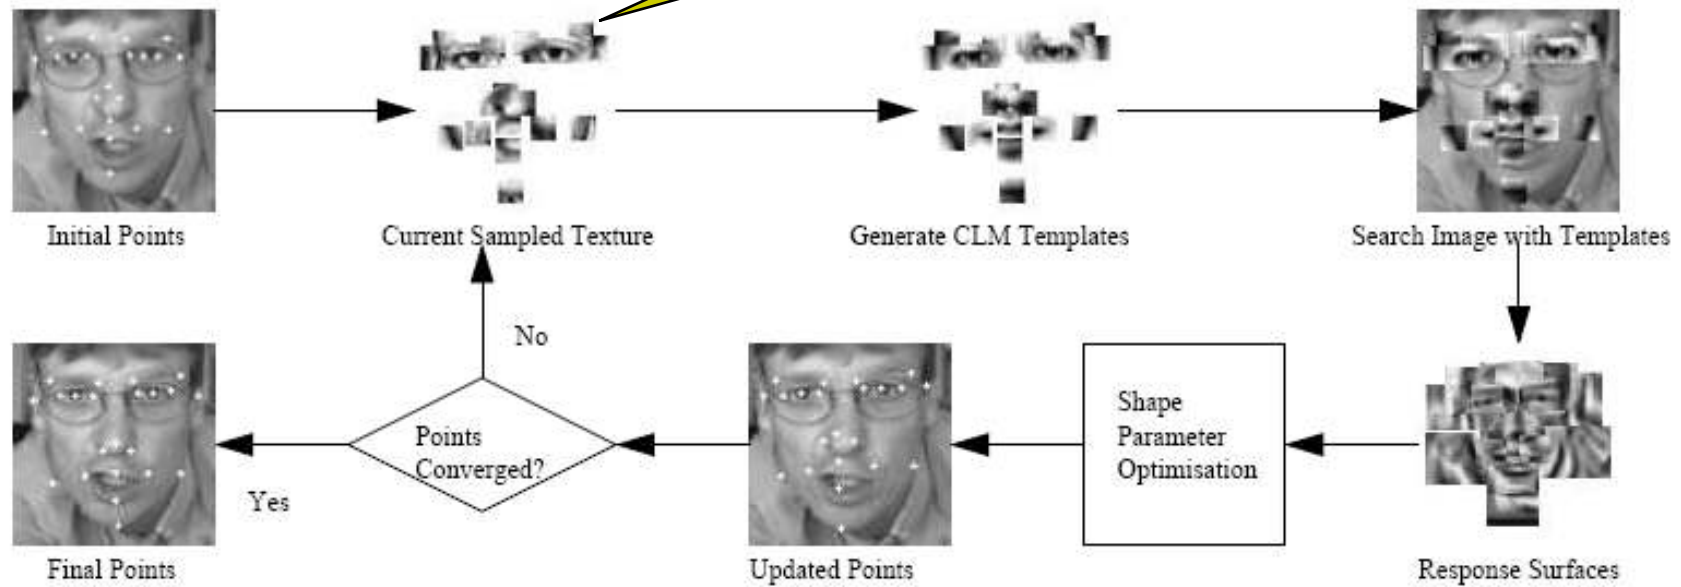 Initial Points
Current Sampled Texture
Generate CLM Templates
Search Image with Templates
No
Yes
Points
Converged?
Shape
Parameter
Optimisation
Final Points
Updated Points
Response Surfaces